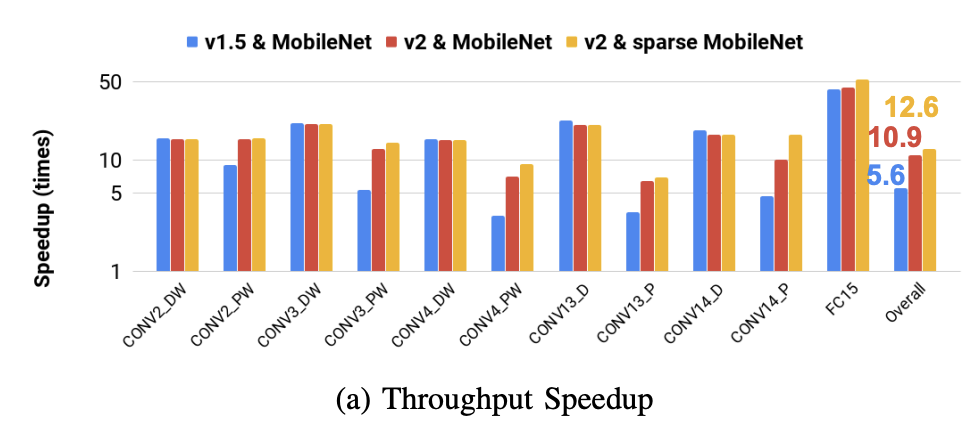 v1.5 & MobileNet v2 & MobileNet v2 & sparse MobileNet
Speedup (times)
50
10
5
1
12.6
10.9
5.6
CONV2_DW
CONV2_PW
CONV3_DW
CONV3_PW
CONV4_DW
CONV4_PW
CONV13_D
CONV13_P
CONV14_D
CONV14_P
FC15
Overall
(a) Throughput Speedup